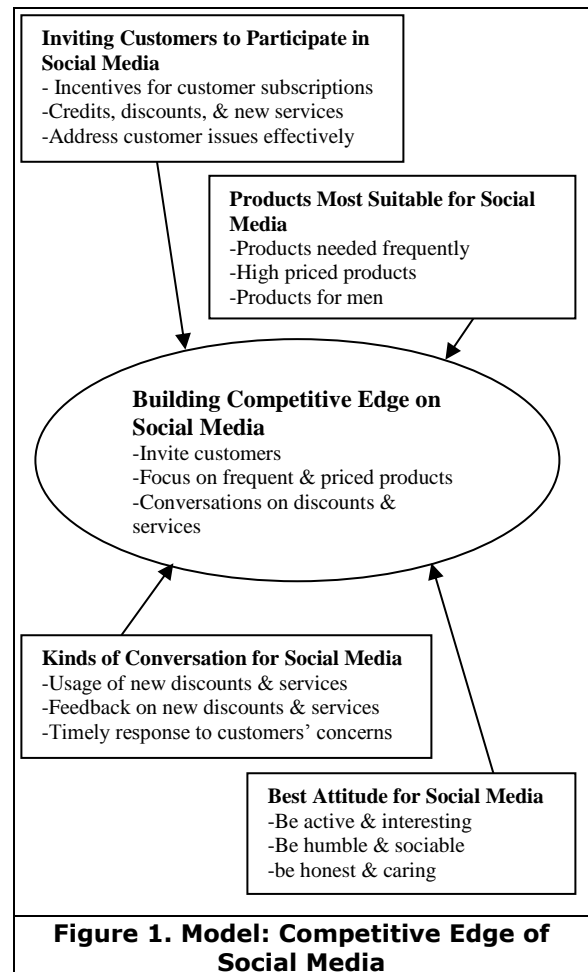 Inviting Customers to Participate in
Social Media
- Incentives for customer subscriptions
-Credits, discounts, & new services
-Address customer issues effectively
Products Most Suitable for Social
Media
-Products needed frequently
-High priced products
-Products for men
Building Competitive Edge on
Social Media
-Invite customers
-Focus on frequent & priced products
-Conversations on discounts &
services
Kinds of Conversation for Social Media
-Usage of new discounts & services
-Feedback on new discounts & services
-Timely response to customers’ concerns
Best Attitude for Social Media
-Be active & interesting
-Be humble & sociable
-be honest & caring
Figure 1. Model: Competitive Edge of
Social Media